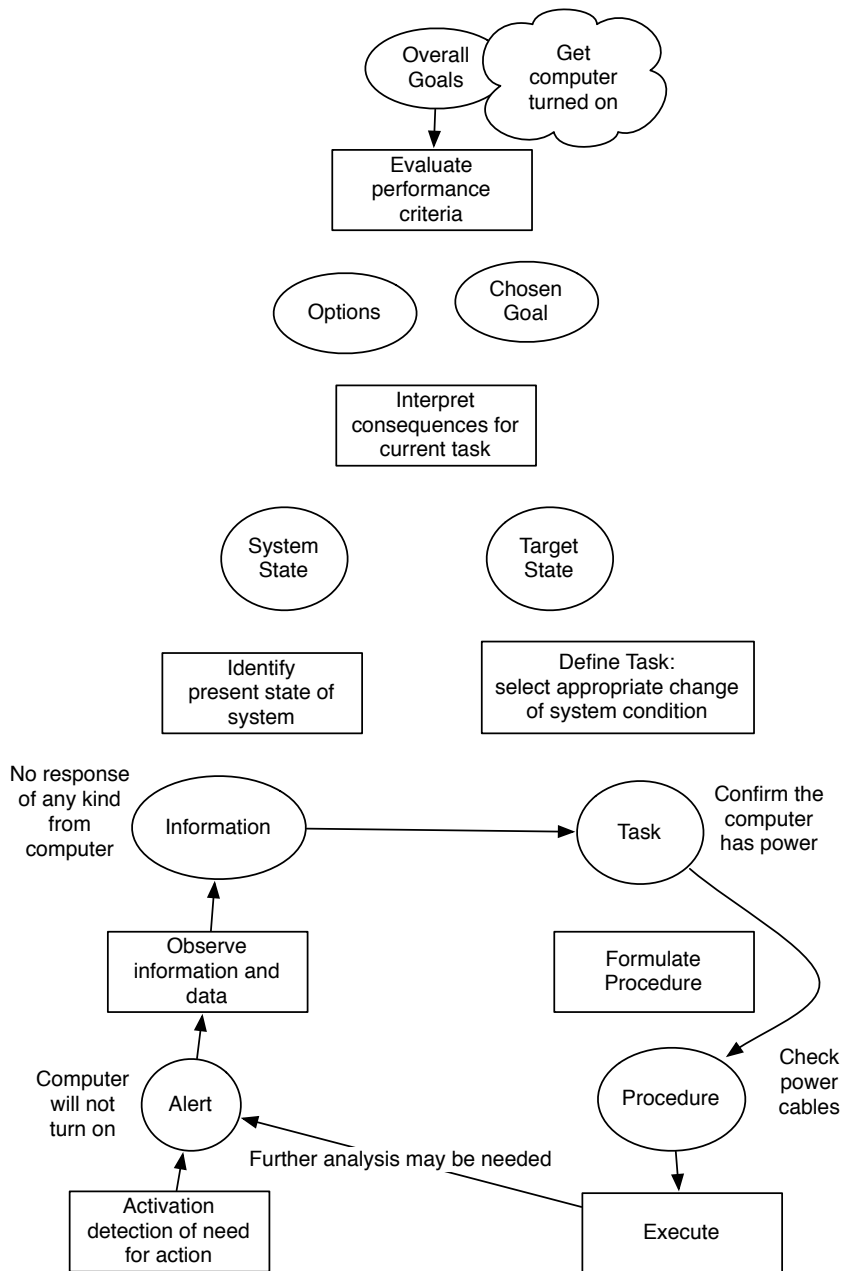 Overall
Goals
Get
computer
turned on
Evaluate
performance
criteria
Options
Chosen
Goal
Interpret
consequences for
current task
System
State
Target
State
Identify
present state of
system
Define Task:
select appropriate change
of system condition
No response
of any kind
from
computer
Information
Task
Confirm the
computer
has power
Observe
information and
data
Formulate
Procedure
Computer
will not
turn on
Alert
Procedure
Check
power
cables
Further analysis may be needed
Activation
detection of need
for action
Execute